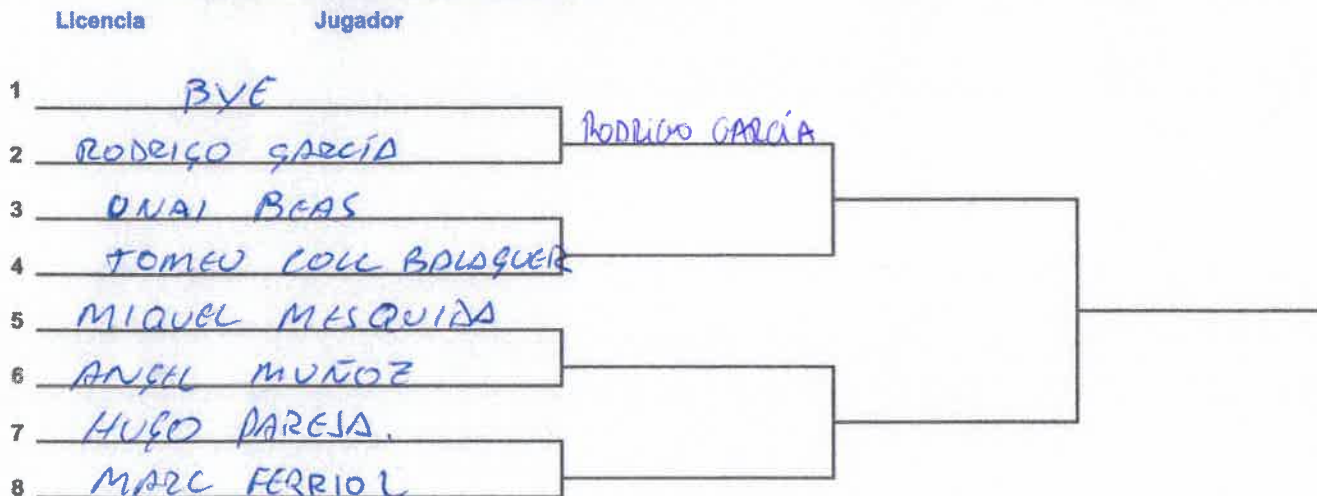 Licencia Jugador
1 BYE
RODRIGO GARCÍA
2 RODRIGO GARCÍA
3 UNAI BEAS
4 TOMEU COLL BALAGUER
5 MIQUEL MESQUIDA
6 ANGEL MUÑOZ
7 HUGO PAREJA.
8 MARC FERRIOL